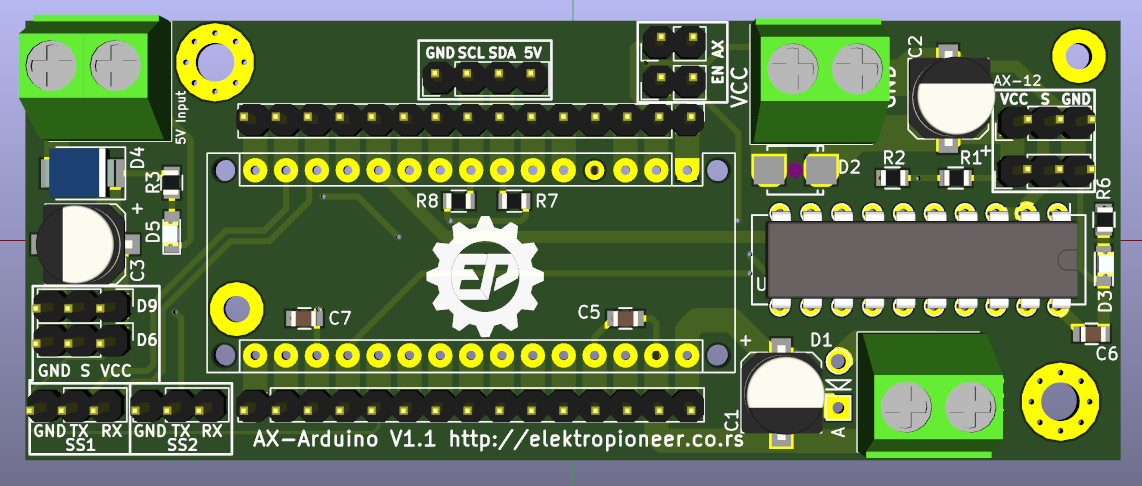 GND SCL SDA 5V
EN AX
VCC
GND
C2
AX-12
VCC S GND
5V Input
D4
R3
D2
R2
R1
+
R6
R8
R7
+
D5
C3
EP
U
D3
D9
D6
GND S VCC
C7
C5
+
D1
C6
GND TX RX
SS1
GND TX RX
SS2
AX-Arduino V1.1 http://elektropioneer.co.rs
C1
A